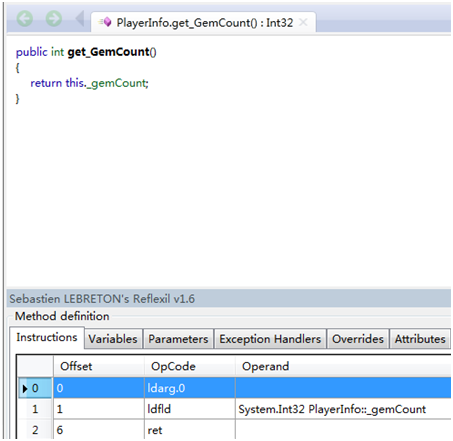 PlayerInfo.get_GemCount() : Int32
public int get_GemCount()
{
return this._gemCount;
}
Sebastien LEBRETON's Reflexil v1.6
Method definition
Instructions Variables Parameters Exception Handlers Overrides Attributes
Offset OpCode Operand
0 0 ldarg.0
1 1 ldfld System.Int32 PlayerInfo::_gemCount
2 6 ret